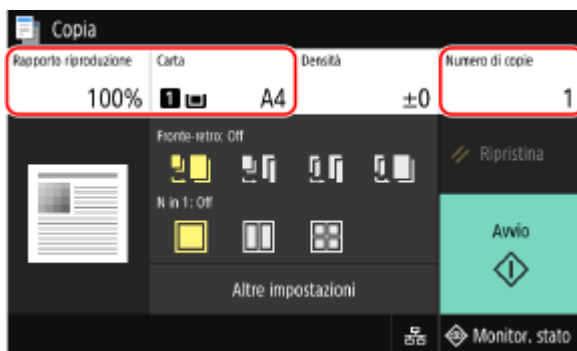 Copia
Rapporto riproduzione Carta Densità Numero di copie
100% 1 A4 ±0 1
Fronte-retro: Off
Ripristina
N in 1: Off
Avvio
Altre impostazioni
Monitor. stato